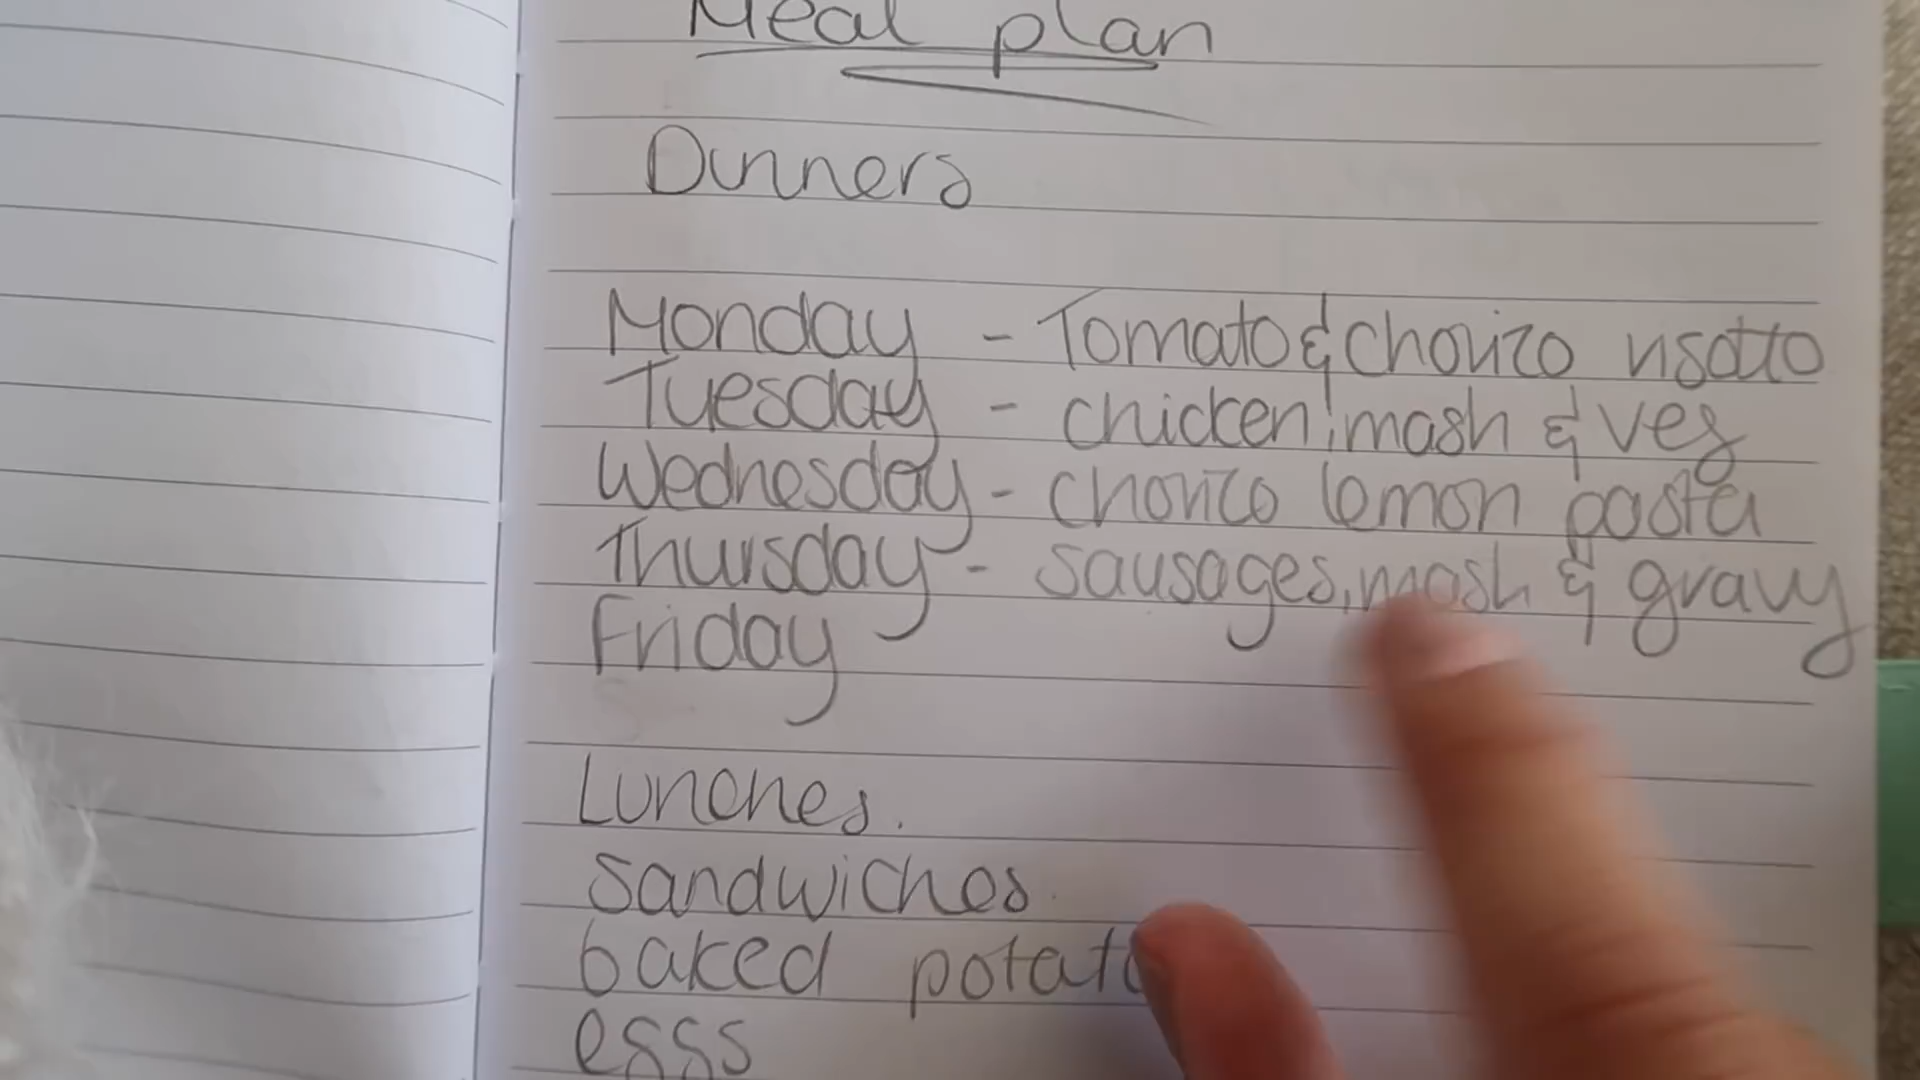 Meal plan
Dinners
Monday - Tomato & chorizo risotto
Tuesday - chicken, mash & veg
Wednesday - chorizo lemon pasta
Thursday - sausages, mash & gravy
Friday
Lunches.
sandwiches
baked potato
eggs